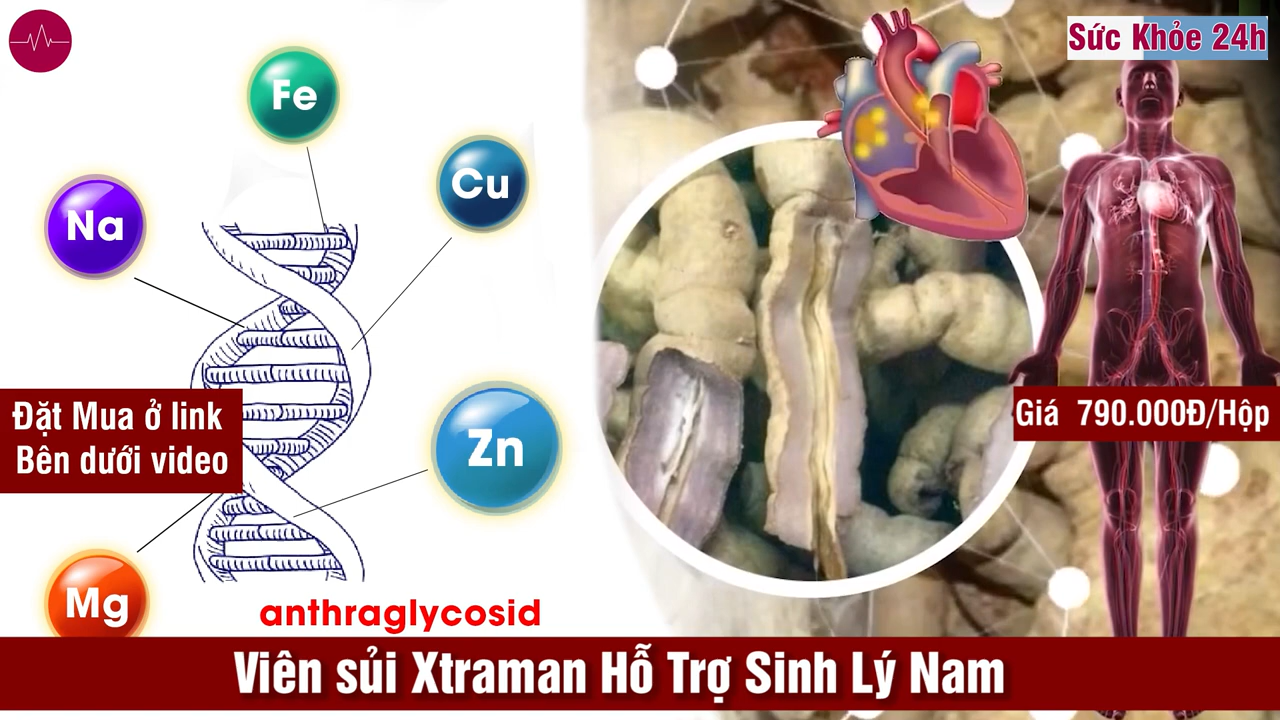 Sức Khỏe 24h
Fe
Cu
Na
Đặt Mua ở link
Bên dưới video
Giá 790.000Đ/Hộp
Zn
Mg
anthraglycosid
Viên sủi Xtraman Hỗ Trợ Sinh Lý Nam